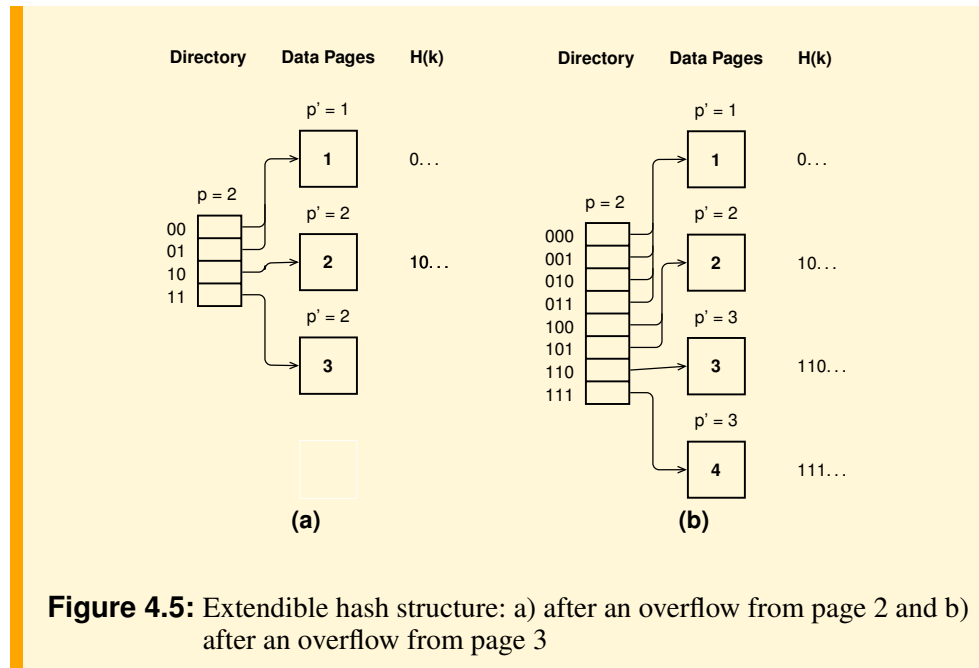 Directory Data Pages H(k)
p' = 1
1 0...
p = 2
p' = 2
00
01
10
11
2 10...
p' = 2
3
(a)
Directory Data Pages H(k)
p' = 1
1 0...
p = 2
p' = 2
000
001
010
011
100
101
110
111
2 10...
p' = 3
3 110...
p' = 3
4 111...
(b)
Figure 4.5: Extendible hash structure: a) after an overflow from page 2 and b)
after an overflow from page 3